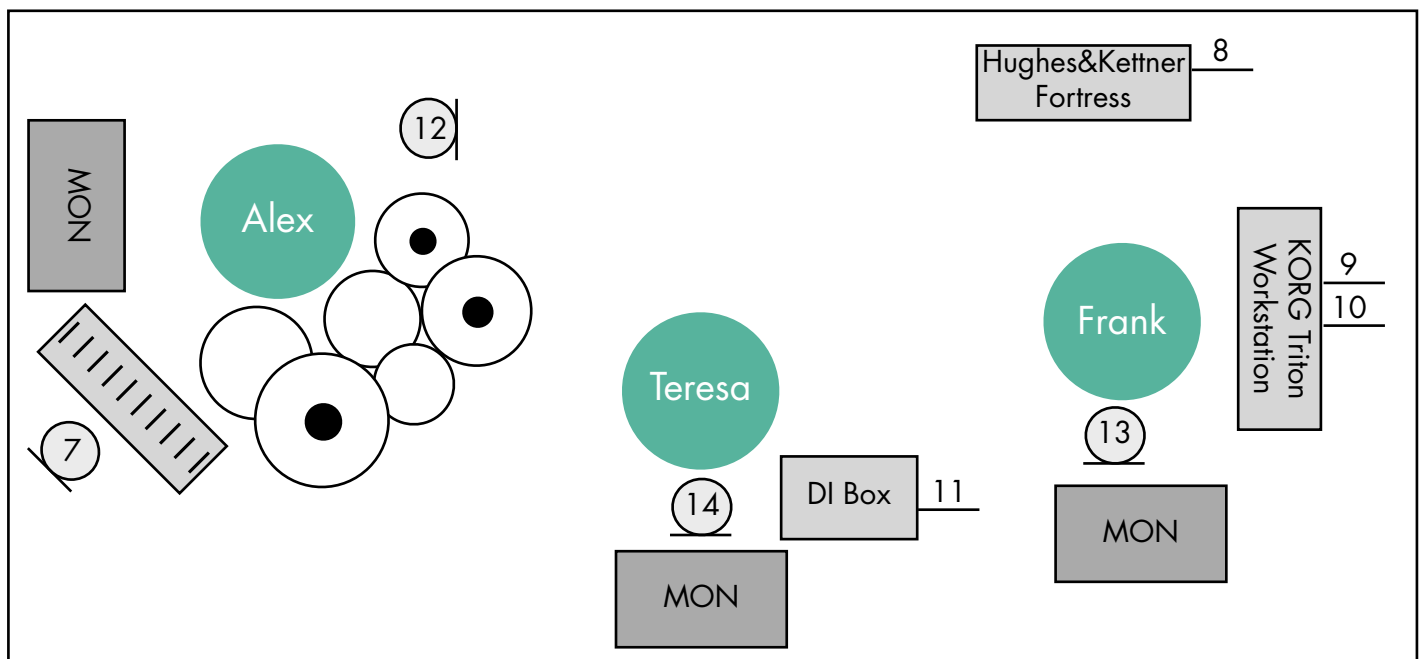 Hughes&Kettner
Fortress
8
12
MON
Alex
KORG Triton
Workstation
9
10
Frank
Teresa
7
13
14
DI Box
11
MON
MON